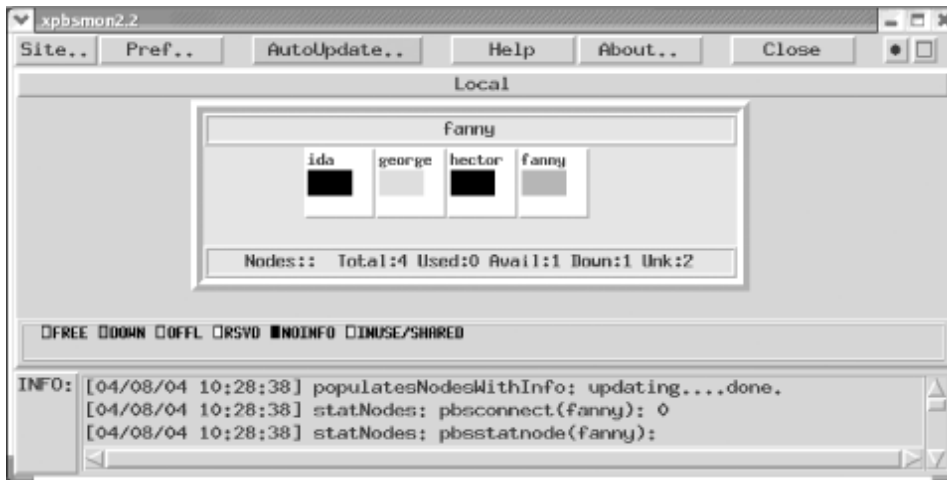 xpbsmon2.2
Site.. Pref.. AutoUpdate.. Help About.. Close
Local
fanny
ida george hector fanny
Nodes:: Total:4 Used:0 Avail:1 Down:1 Unk:2
FREE DOWN OFFL RSVD NOINFO INUSE/SHARED
INFO: [04/08/04 10:28:38] populatesNodesWithInfo: updating....done.
[04/08/04 10:28:38] statNodes: pbsconnect(fanny): 0
[04/08/04 10:28:38] statNodes: pbsstatnode(fanny):